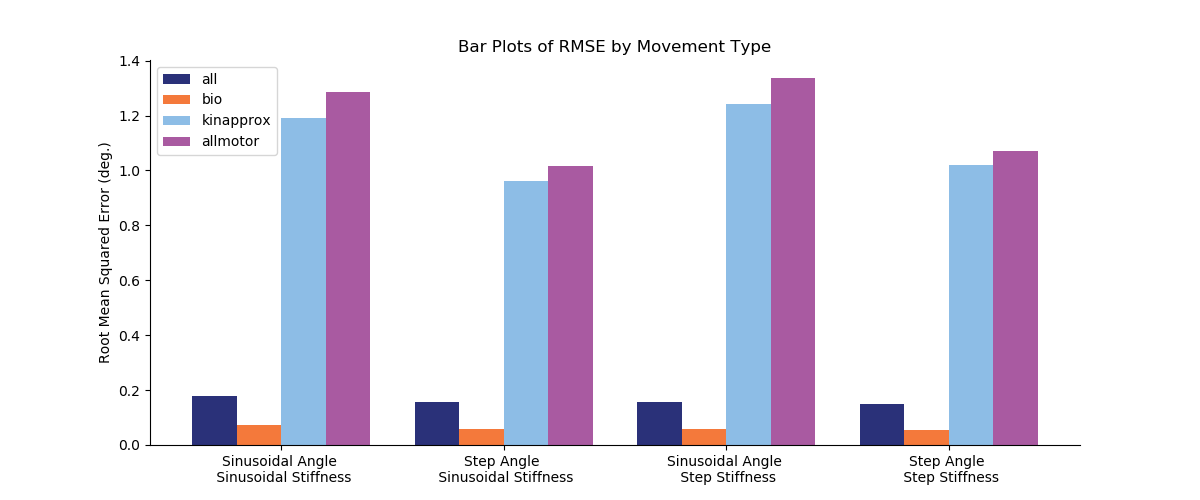 Bar Plots of RMSE by Movement Type
Root Mean Squared Error (deg.)
1.4
1.2
1.0
0.8
0.6
0.4
0.2
0.0
all
bio
kinapprox
allmotor
Sinusoidal Angle
Sinusoidal Stiffness
Step Angle
Sinusoidal Stiffness
Sinusoidal Angle
Step Stiffness
Step Angle
Step Stiffness